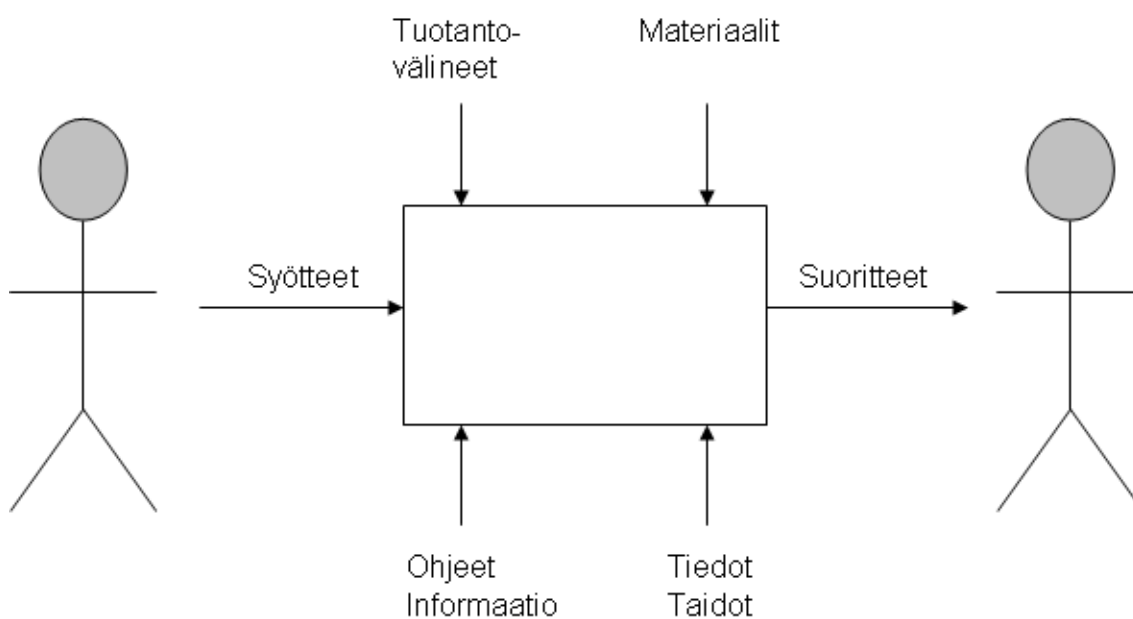 Tuotanto-
välineet
Materiaalit
Syötteet
Suoritteet
Ohjeet
Informaatio
Tiedot
Taidot